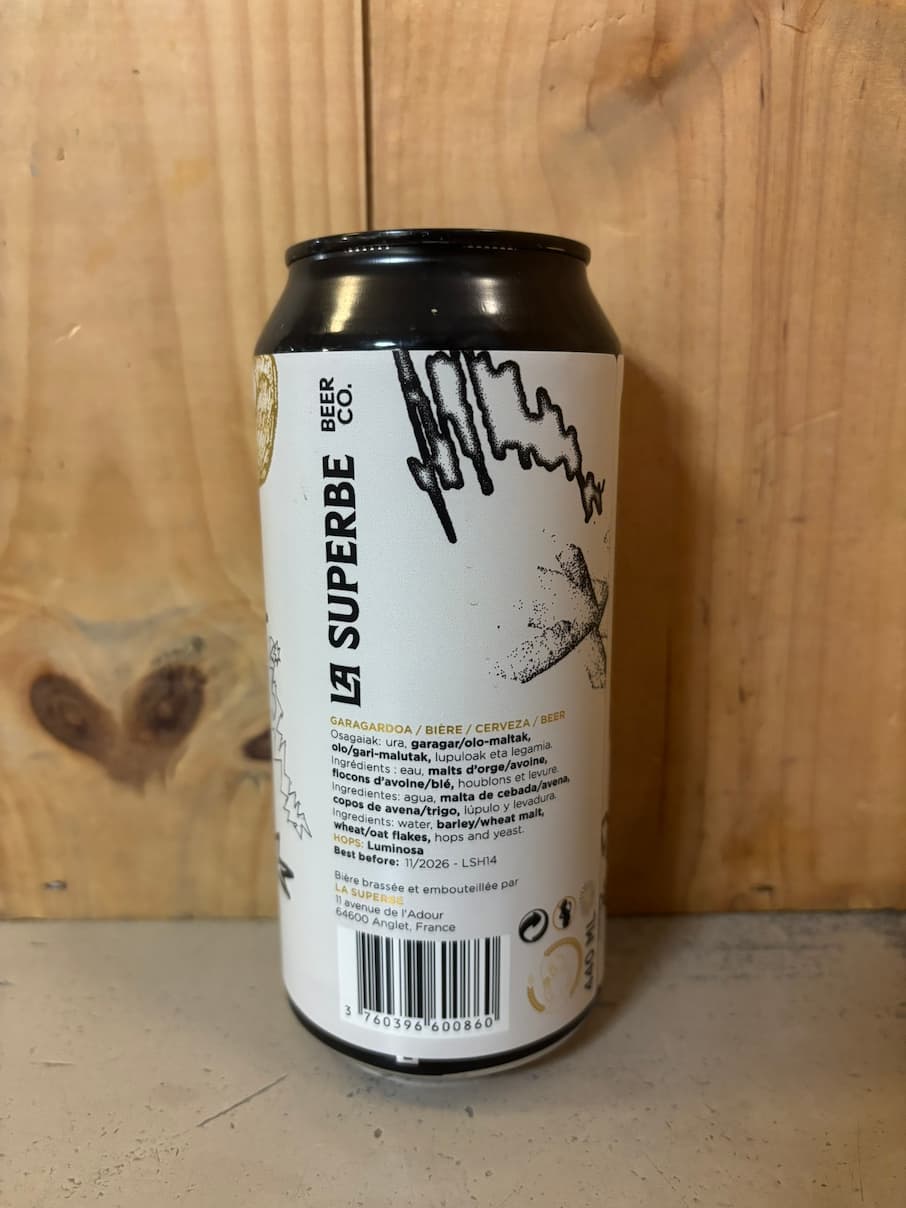 LA SUPERBE
BEER
CO.
GARAGARDOA / BIÈRE / CERVEZA / BEER
Osagaiak: ura, garagar/olo-maltak,
olo/gari-malutak, lupuloak eta legamia.
Ingrédients : eau, malts d'orge/avoine,
flocons d'avoine/blé, houblons et levure.
Ingredientes: agua, malta de cebada/avena,
copos de avena/trigo, lúpulo y levadura.
Ingredients: water, barley/wheat malt,
wheat/oat flakes, hops and yeast.
HOPS: Luminosa
Best before: 11/2026 - LSH14
Bière brassée et embouteillée par
LA SUPERBE
11 avenue de l'Adour
64600 Anglet, France
3 760396 600860
440 ML